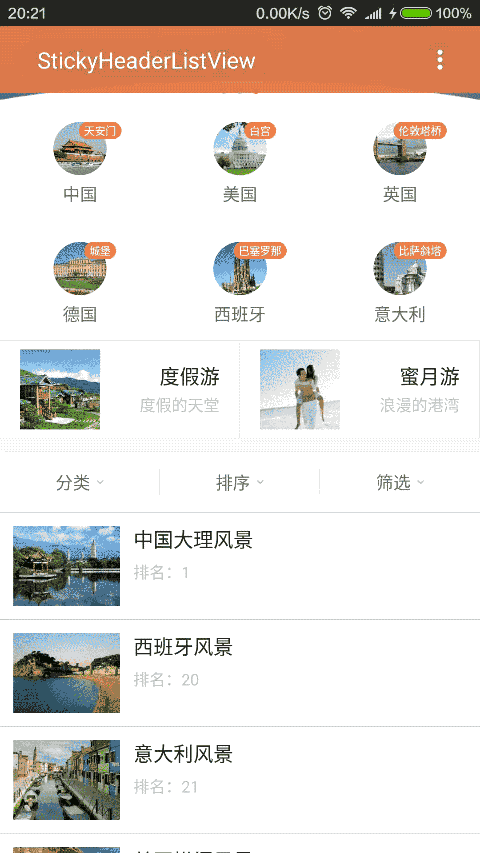 20:21 0.00K/s 100%
StickyHeaderListView
天安门 白宫 伦敦塔桥
中国 美国 英国
城堡 巴塞罗那 比萨斜塔
德国 西班牙 意大利
度假游 蜜月游
度假的天堂 浪漫的港湾
分类 排序 筛选
中国大理风景
排名：1
西班牙风景
排名：20
意大利风景
排名：21